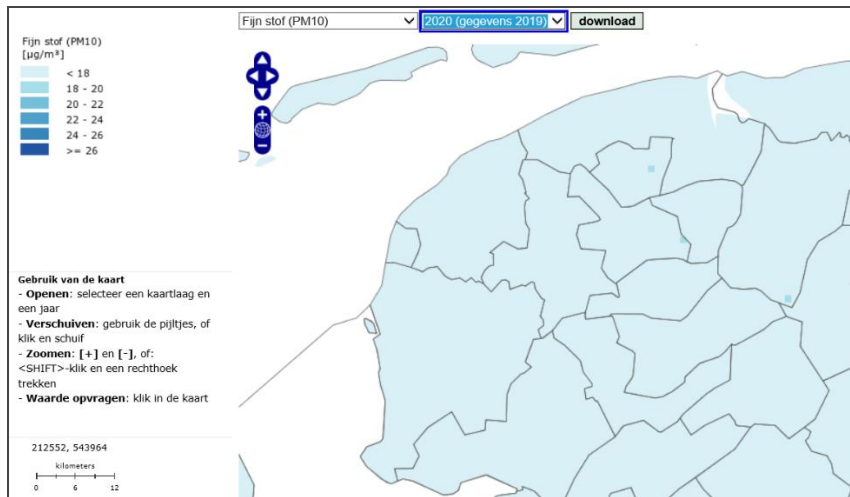 Fijn stof (PM10)
2020 (gegevens 2019)
download
Fijn stof (PM10)
[µg/m³]
< 18
18 - 20
20 - 22
22 - 24
24 - 26
>= 26
Gebruik van de kaart
- Openen: selecteer een kaartlaag en
een jaar
- Verschuiven: gebruik de pijltjes, of
klik en schuif
- Zoomen: [+] en [-], of:
<SHIFT>-klik en een rechthoek
trekken
- Waarde opvragen: klik in de kaart
212552, 543964
kilometers
0 6 12